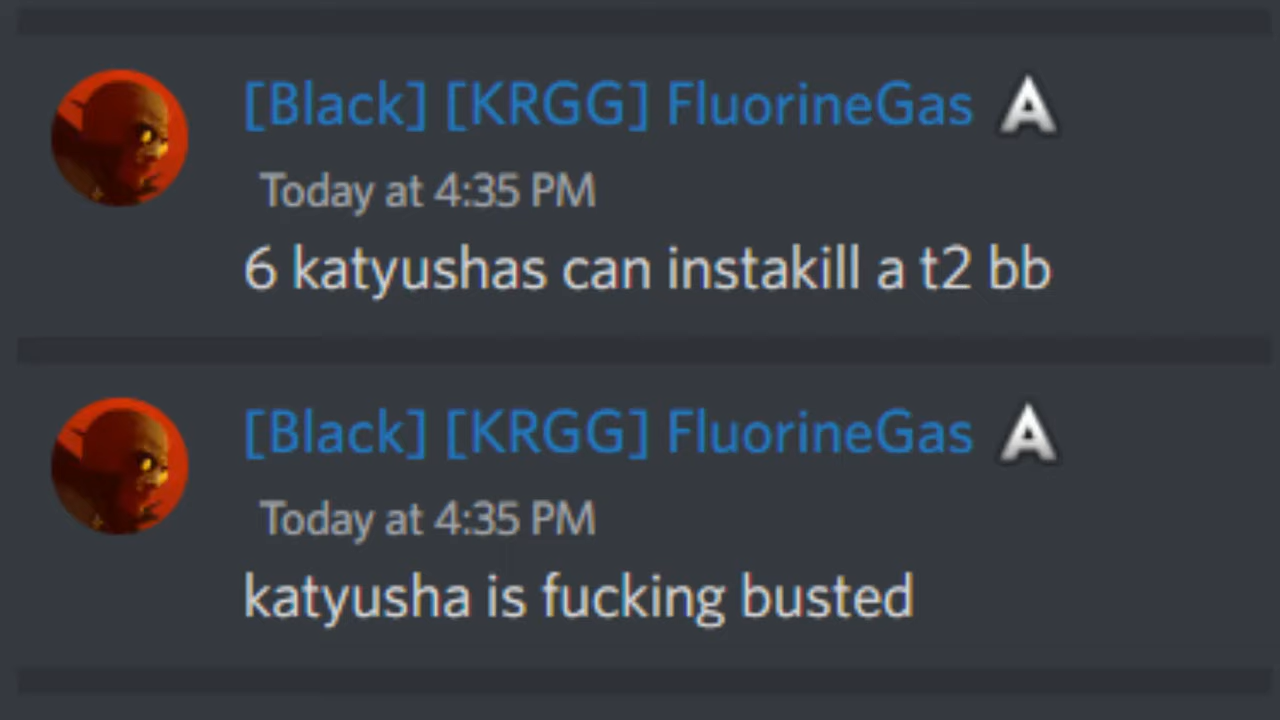 [Black] [KRGG] FluorineGas A
Today at 4:35 PM
6 katyushas can instakill a t2 bb
[Black] [KRGG] FluorineGas A
Today at 4:35 PM
katyusha is fucking busted